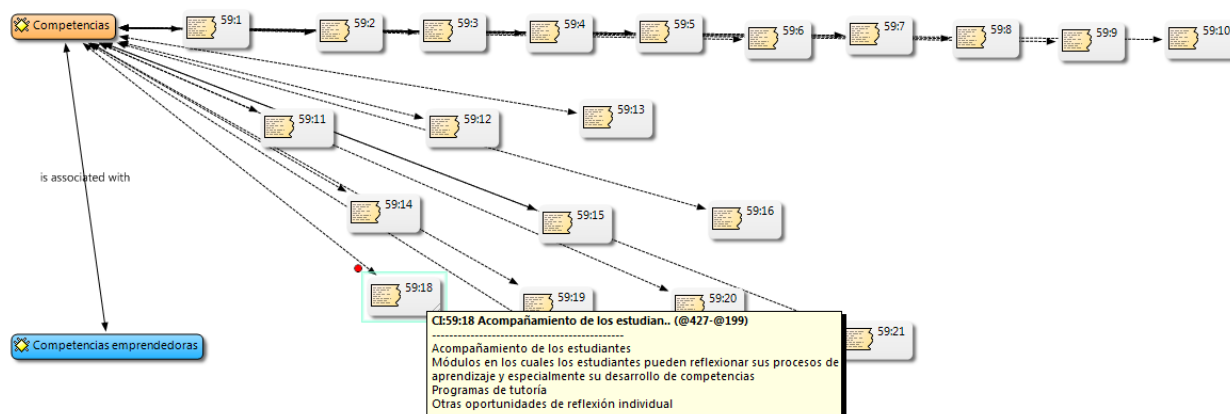 Competencias
59:1
59:2
59:3
59:4
59:5
59:6
59:7
59:8
59:9
59:10
59:11
59:12
59:13
is associated with
59:14
59:15
59:16
59:18
59:19
59:20
59:21
Competencias emprendedoras
CI:59:18 Acompañamiento de los estudian.. (@427-@199)
--------------------------------------------
Acompañamiento de los estudiantes
Módulos en los cuales los estudiantes pueden reflexionar sus procesos de
aprendizaje y especialmente su desarrollo de competencias
Programas de tutoría
Otras oportunidades de reflexión individual